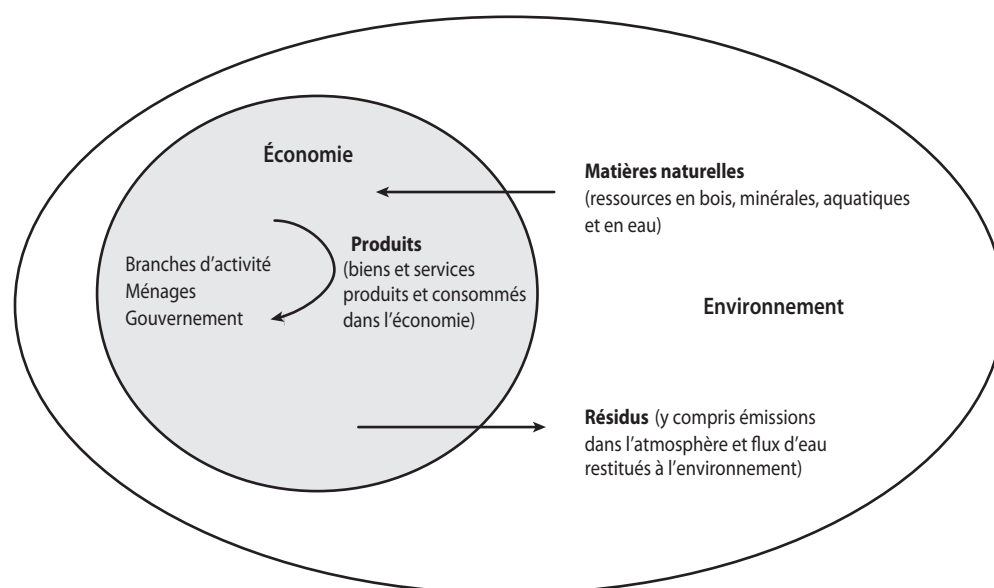 Économie
Matières naturelles
(ressources en bois, minérales, aquatiques
et en eau)
Produits
(biens et services
produits et consommés
dans l’économie)
Branches d’activité
Ménages
Gouvernement
Environnement
Résidus (y compris émissions
dans l’atmosphère et flux d’eau
restitués à l’environnement)